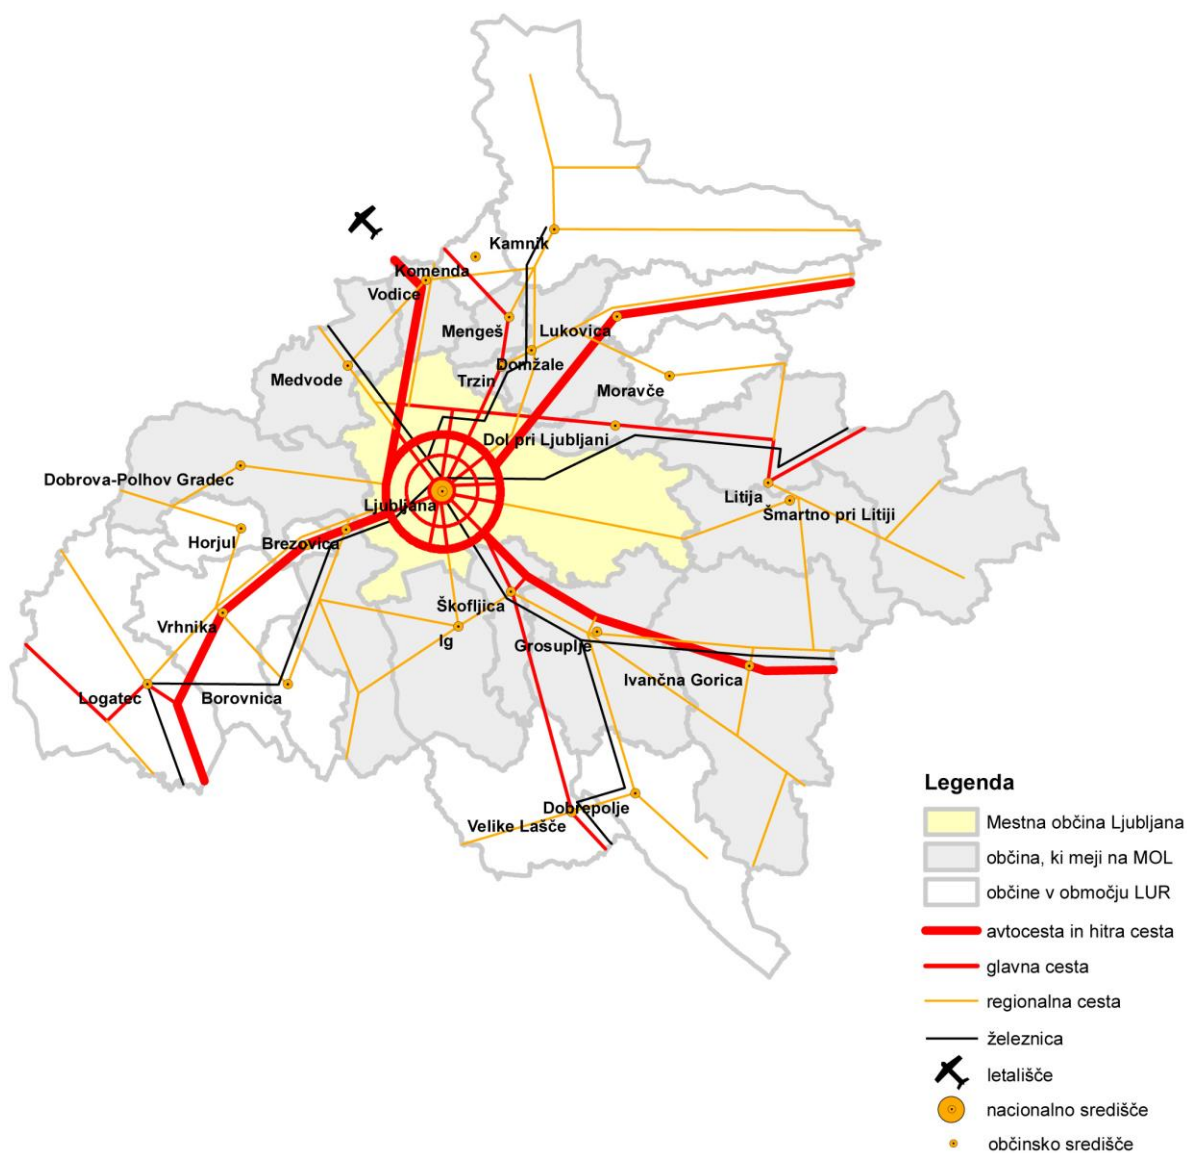 Kamnik
Komenda
Vodice
Mengeš
Lukovica
Domžale
Trzin
Medvode
Moravče
Dol pri Ljubljani
Dobrova-Polhov Gradec
Ljubljana
Litija
Šmartno pri Litiji
Horjul
Brezovica
Škofljica
Vrhnika
Ig
Grosuplje
Ivančna Gorica
Logatec
Borovnica
Dobrepolje
Velike Lašče
Legenda
Mestna občina Ljubljana
občina, ki meji na MOL
občine v območju LUR
avtocesta in hitra cesta
glavna cesta
regionalna cesta
železnica
letališče
nacionalno središče
občinsko središče